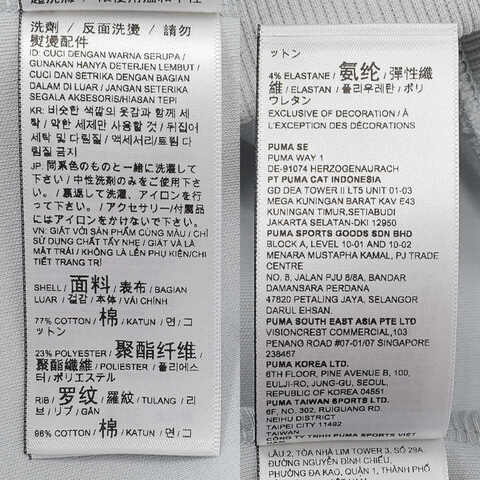 洗劑 / 反面洗燙 / 請勿
熨燙配件
ID: CUCI DENGAN WARNA SERUPA /
GUNAKAN HANYA DETERJEN LEMBUT /
CUCI DAN SETRIKA DENGAN BAGIAN
DALAM DI LUAR / JANGAN SETERIKA
SEGALA AKSESORIS/HIASAN TEPI
KR: 비슷한 색깔의 옷감과 함께 세
탁 / 약한 세제만 사용할 것 / 뒤집어
세탁 및 다림질 / 액세서리/트림 다
림질 금지
JP: 同系色のものと一緒に洗濯して
下さい / 中性洗剤のみをご使用下さ
い。/ 裏返して洗濯、アイロンを行
って下さい。/ アクセサリー/付属品
にはアイロンをかけないで下さい。
VN: GIẶT VỚI SẢN PHẨM CÙNG MÀU / CHỈ
SỬ DỤNG CHẤT TẨY NHẸ / GIẶT VÀ LÀ
MẶT TRÁI / KHÔNG LÀ LÊN PHỤ KIỆN/CHI
TIẾT TRANG TRÍ
SHELL / 面料 / 表布 / BAGIAN
LUAR / 겉감 / 本体 / VẢI CHÍNH
77% COTTON / 棉 / KATUN / 면 / コ
ットン
23% POLYESTER / 聚酯纤维 /
聚酯纖維 / POLIESTER / 폴리에스
터 / ポリエステル
RIB / 罗纹 / 羅紋 / TULANG / 리
브 / リブ / GÂN
96% COTTON / 棉 / KATUN / 면 / コ
ットン
4% ELASTANE / 氨纶 / 彈性纖
維 / ELASTAN / 폴리우레탄 / ポリ
ウレタン
EXCLUSIVE OF DECORATION / À
L'EXCEPTION DES DÉCORATIONS
PUMA SE
PUMA WAY 1
DE-91074 HERZOGENAURACH
PT PUMA CAT INDONESIA
GD DEA TOWER II LT5 UNIT 01-03
MEGA KUNINGAN BARAT KAV E43
KUNINGAN TIMUR,SETIABUDI
JAKARTA SELATAN-DKI 12950
PUMA SPORTS GOODS SDN BHD
BLOCK A, LEVEL 10-01 AND 10-02
MENARA MUSTAPHA KAMAL, PJ TRADE
CENTRE
NO. 8, JALAN PJU 8/8A, BANDAR
DAMANSARA PERDANA
47820 PETALING JAYA, SELANGOR
DARUL EHSAN.
PUMA SOUTH EAST ASIA PTE LTD
VISIONCREST COMMERCIAL,103
PENANG ROAD #07-01/07 SINGAPORE
238467
PUMA KOREA LTD.
6TH FLOOR, PINE AVENUE B, 100,
EULJI-RO, JUNG-GU, SEOUL,
REPUBLIC OF KOREA
PUMA TAIWAN SPORTS LTD.
6F, NO. 302, RUIGUANG RD.
NEIHU DISTRICT
TAIPEI CITY 11492
CÔNG TY TNHH PUMA SPORTS VIET
LẦU 2, TÒA NHÀ LIM TOWER 3, SỐ 29A
ĐƯỜNG NGUYỄN ĐÌNH CHIỂU,
PHƯỜNG ĐA KAO, QUẬN 1, THÀNH